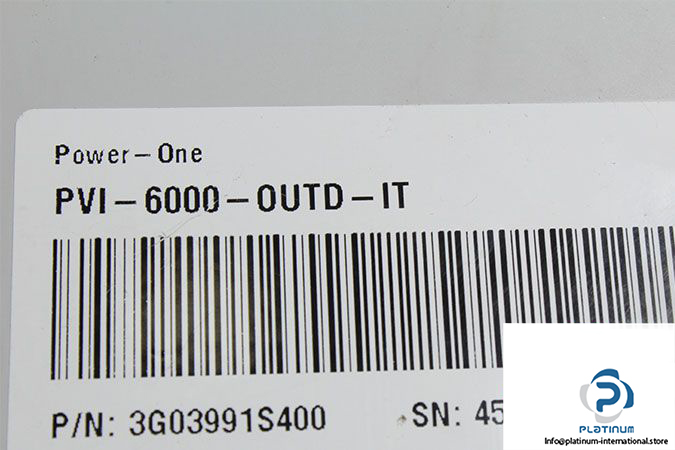 Power-One
PVI-6000-OUTD-IT
P/N: 3G03991S400 SN: 45
PLATINUM
Info@platinum-international.store